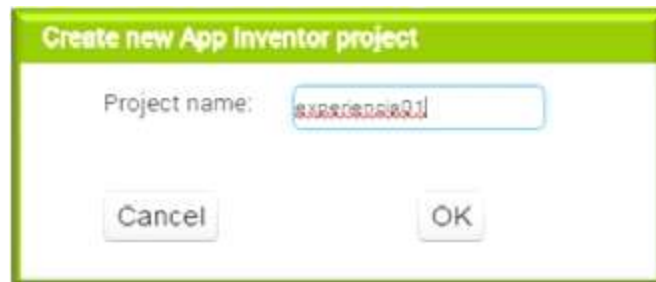 Create new App Inventor project
Project name: experiencia01
Cancel OK